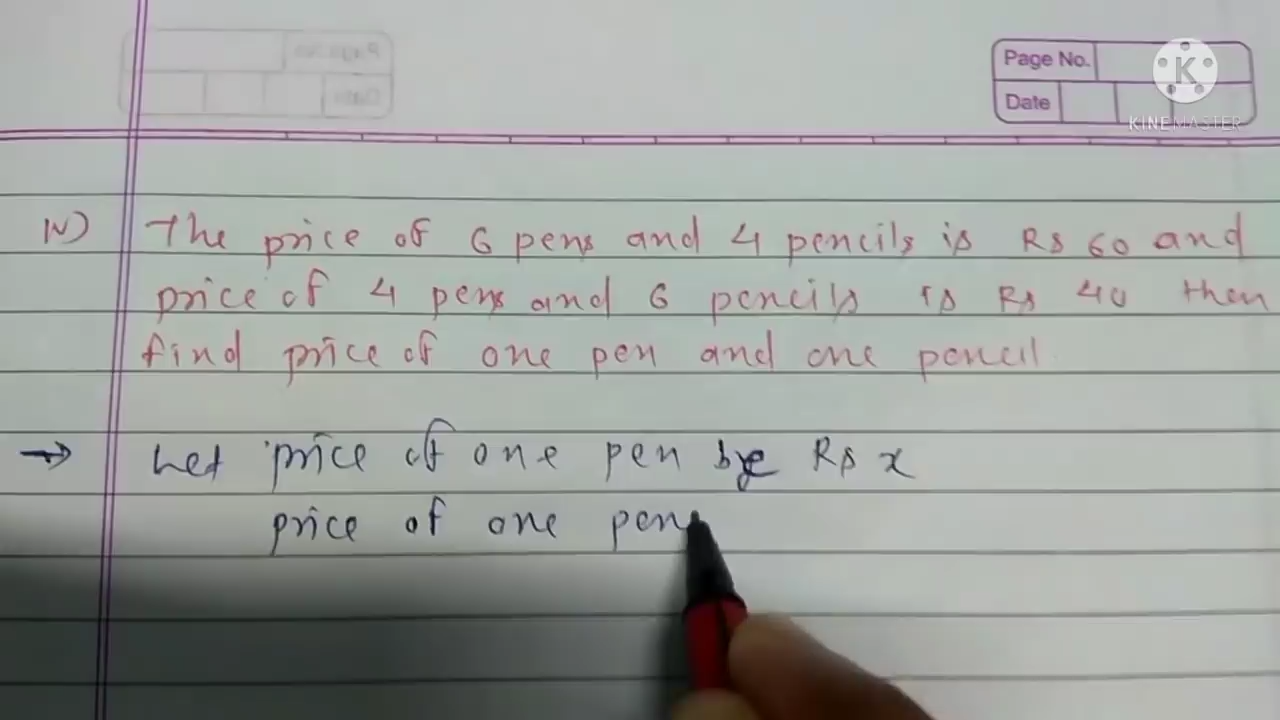 Page No.
Date
KINEMASTER
IV) The price of 6 pens and 4 pencils is Rs 60 and
price of 4 pens and 6 pencils is Rs 40 then
find price of one pen and one pencil.
→ Let price of one pen be Rs x
price of one pen